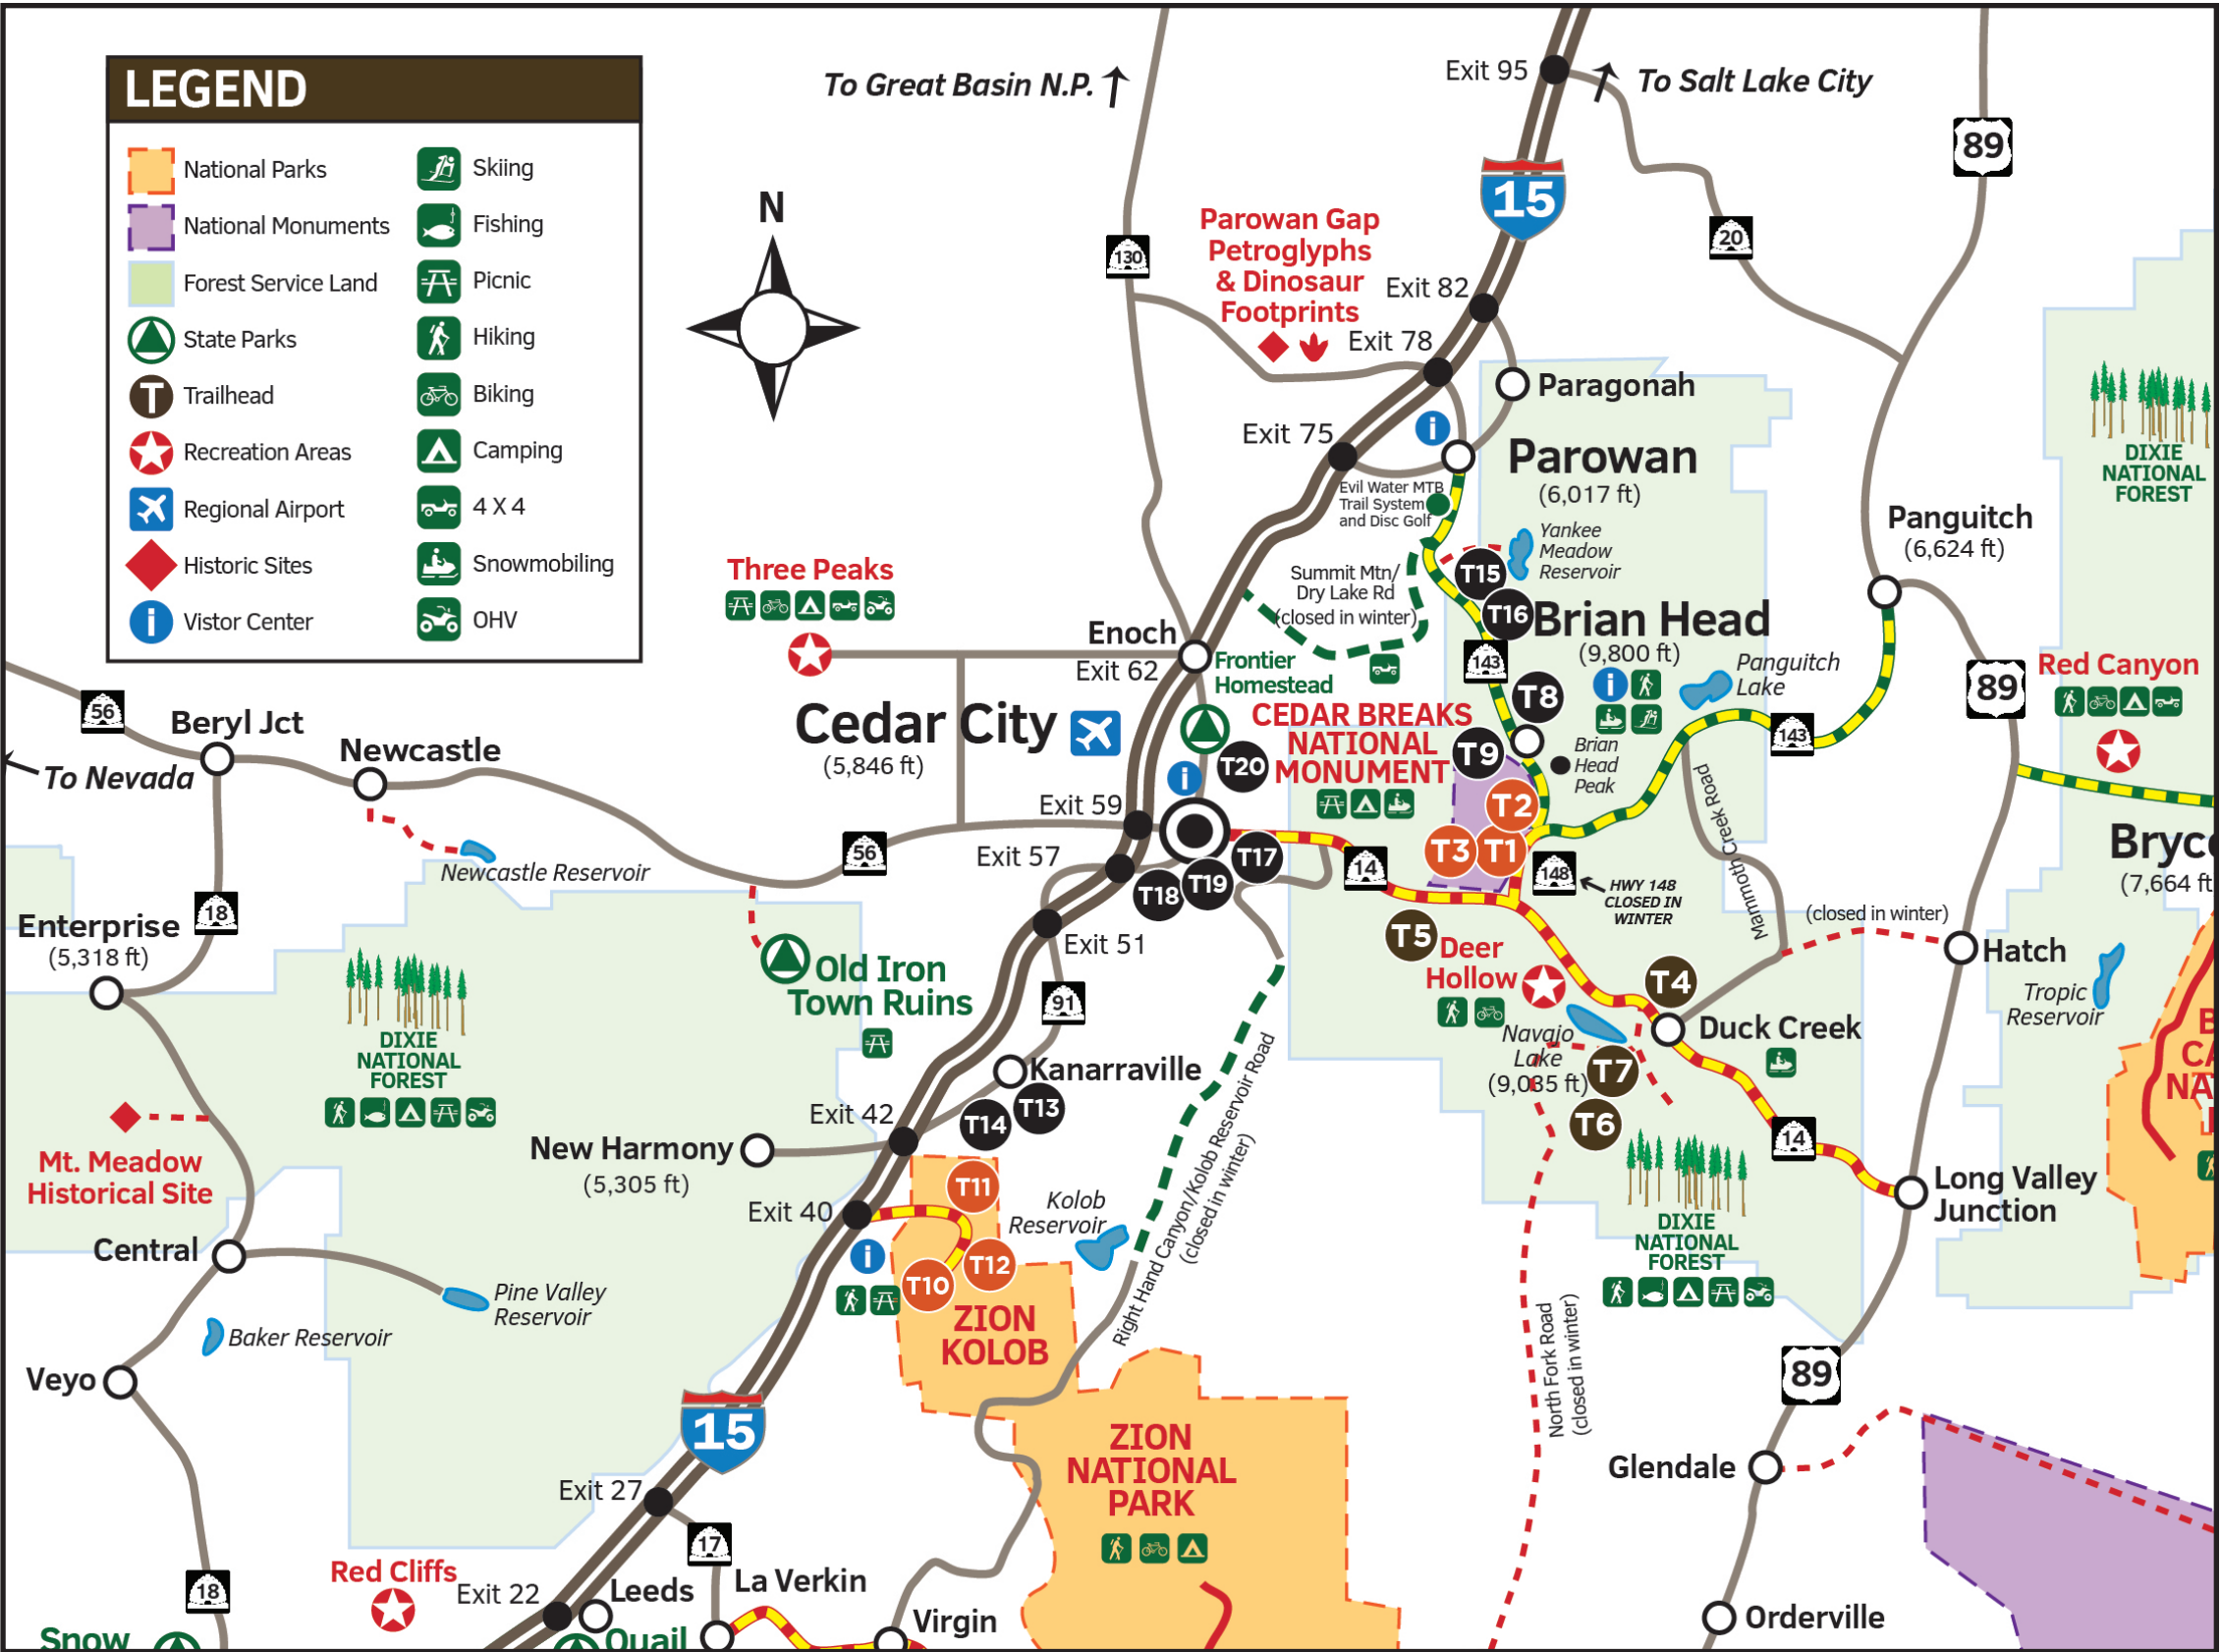 LEGEND
National Parks
National Monuments
Forest Service Land
State Parks
T
Trailhead
Recreation Areas
Regional Airport
Historic Sites
i
Vistor Center
Skiing
Fishing
Picnic
Hiking
Biking
Camping
4 X 4
Snowmobiling
OHV
N
To Great Basin N.P.
Exit 95
To Salt Lake City
89
15
20
130
Parowan Gap
Petroglyphs
& Dinosaur
Footprints
Exit 82
Exit 78
Paragonah
Exit 75
i
Parowan
(6,017 ft)
Evil Water MTB
Trail System
and Disc Golf
Yankee
Meadow
Reservoir
DIXIE
NATIONAL
FOREST
Panguitch
(6,624 ft)
Three Peaks
Summit Mtn/
Dry Lake Rd
(closed in winter)
T15
T16
Brian Head
(9,800 ft)
i
Enoch
Exit 62
Frontier
Homestead
143
T8
Panguitch
Lake
89
Red Canyon
56
Beryl Jct
To Nevada
Newcastle
Cedar City
(5,846 ft)
CEDAR BREAKS
NATIONAL
MONUMENT
T9
Brian
Head
Peak
143
i
T20
T2
Exit 59
T3
T1
Mammoth Creek Road
Bryce
(7,664 ft
Newcastle Reservoir
56
Exit 57
T17
14
148
HWY 148
CLOSED IN
WINTER
T18
T19
18
Enterprise
(5,318 ft)
Exit 51
T5
Deer
Hollow
(closed in winter)
Hatch
Old Iron
Town Ruins
91
T4
Tropic
Reservoir
DIXIE
NATIONAL
FOREST
Navajo
Lake
(9,035 ft)
Duck Creek
Kanarraville
T7
T14
T13
T6
Exit 42
New Harmony
(5,305 ft)
Mt. Meadow
Historical Site
14
B
CA
NA
T11
Exit 40
Kolob
Reservoir
Right Hand Canyon/Kolob Reservoir Road
(closed in winter)
Long Valley
Junction
DIXIE
NATIONAL
FOREST
Central
i
T12
T10
Pine Valley
Reservoir
Baker Reservoir
ZION
KOLOB
North Fork Road
(closed in winter)
Veyo
89
15
ZION
NATIONAL
PARK
Glendale
Exit 27
17
18
Red Cliffs
Exit 22
Leeds
La Verkin
Virgin
Orderville
Snow
Quail